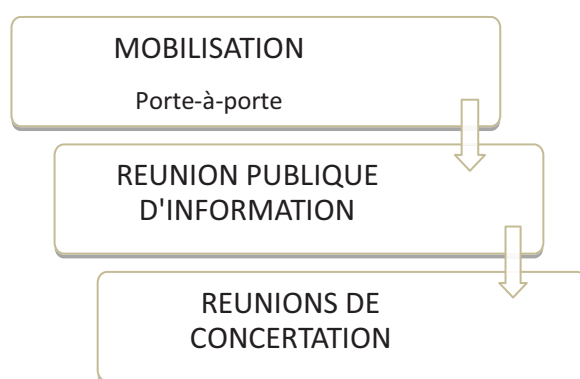 MOBILISATION
Porte-à-porte
REUNION PUBLIQUE
D'INFORMATION
REUNIONS DE
CONCERTATION